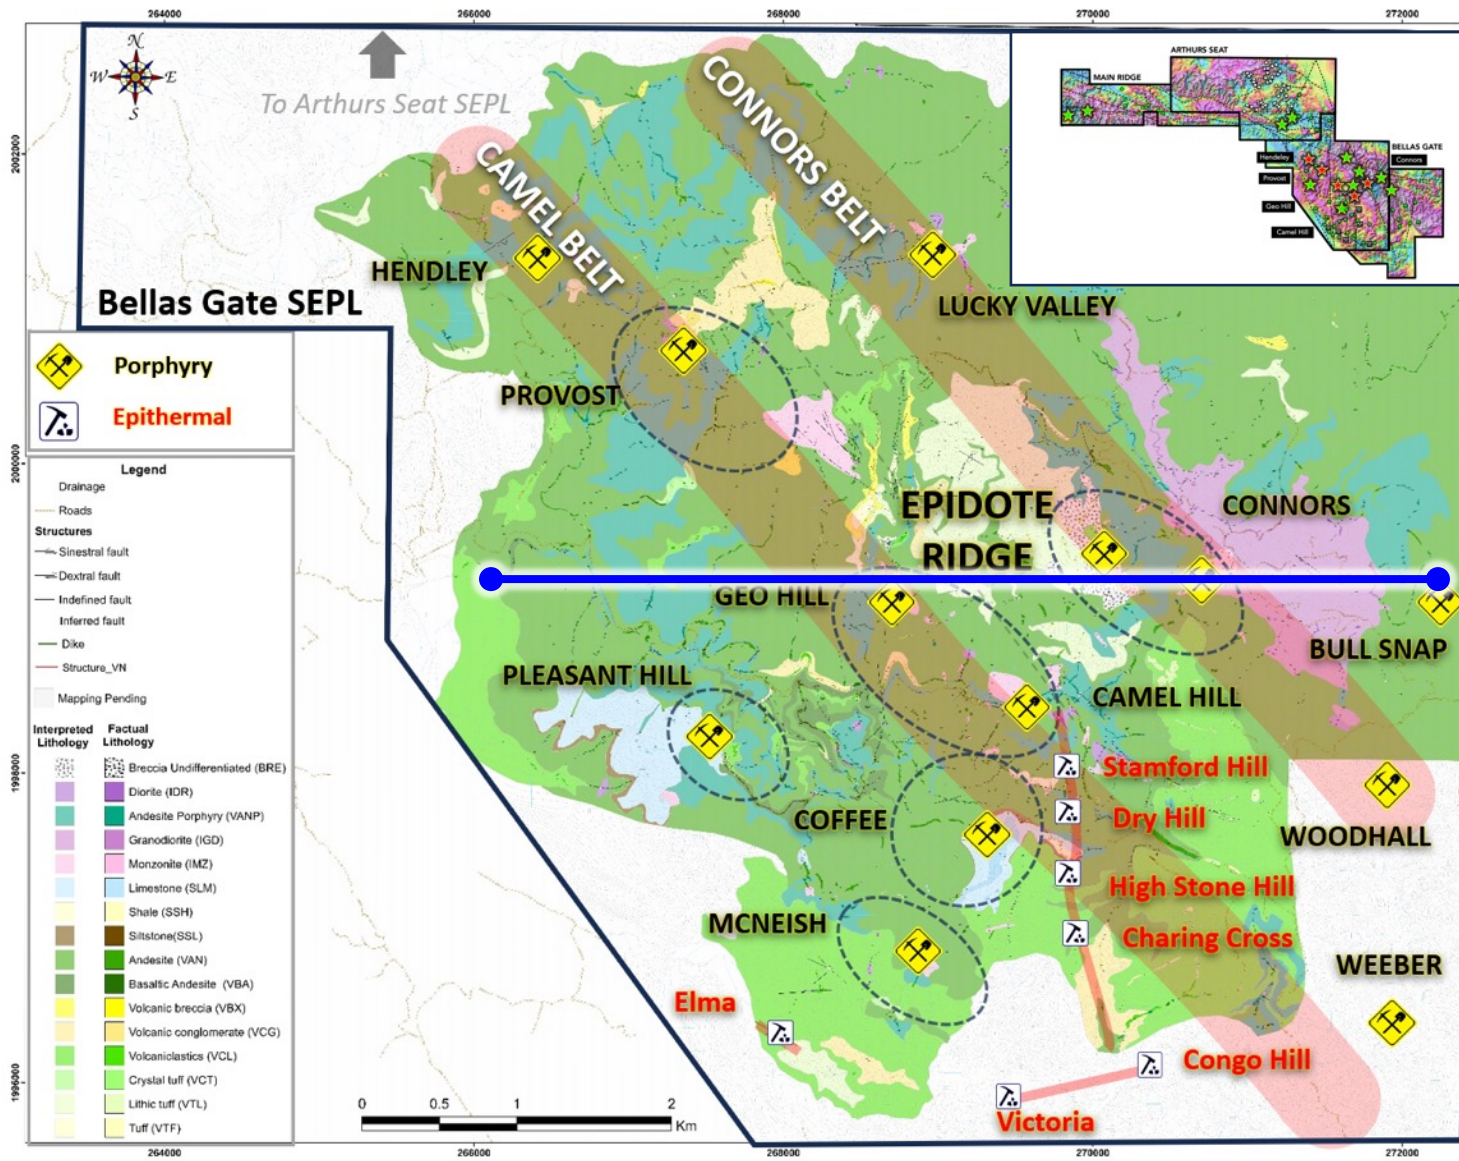 264000
266000
268000
270000
272000
N
W
E
S
To Arthurs Seat SEPL
CONNORS BELT
CAMEL BELT
ARTHURS SEAT
MAIN RIDGE
BELLAS GATE
Hendeley
Connors
Provost
Geo Hill
Camel Hill
2002000
HENDLEY
LUCKY VALLEY
Bellas Gate SEPL
Porphyry
Epithermal
PROVOST
2000000
Legend
Drainage
Roads
Structures
Sinestral fault
Dextral fault
Indefined fault
Inferred fault
Dike
Structure_VN
Mapping Pending
EPIDOTE
RIDGE
CONNORS
GEO HILL
BULL SNAP
PLEASANT HILL
CAMEL HILL
Interpreted Lithology
Factual Lithology
Breccia Undifferentiated (BRE)
Diorite (IDR)
Andesite Porphyry (VANP)
Granodiorite (IGD)
Monzonite (IMZ)
Limestone (SLM)
Shale (SSH)
Siltstone(SSL)
Andesite (VAN)
Basaltic Andesite (VBA)
Volcanic breccia (VBX)
Volcanic conglomerate (VCG)
Volcaniclastics (VCL)
Crystal tuff (VCT)
Lithic tuff (VTL)
Tuff (VTF)
1998000
Stamford Hill
Dry Hill
COFFEE
WOODHALL
High Stone Hill
MCNEISH
Charing Cross
WEEBER
Elma
Congo Hill
Victoria
1996000
0
0.5
1
2
Km
264000
266000
268000
270000
272000